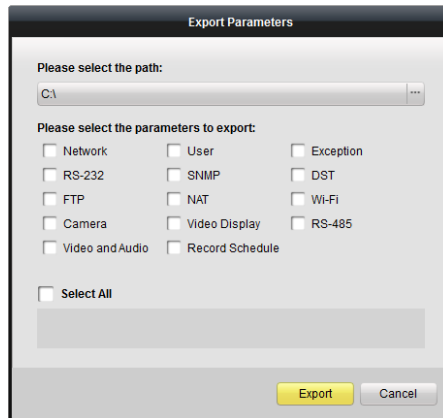 Export Parameters
Please select the path:
C:\ ...
Please select the parameters to export:
Network User Exception
RS-232 SNMP DST
FTP NAT Wi-Fi
Camera Video Display RS-485
Video and Audio Record Schedule
Select All
Export Cancel